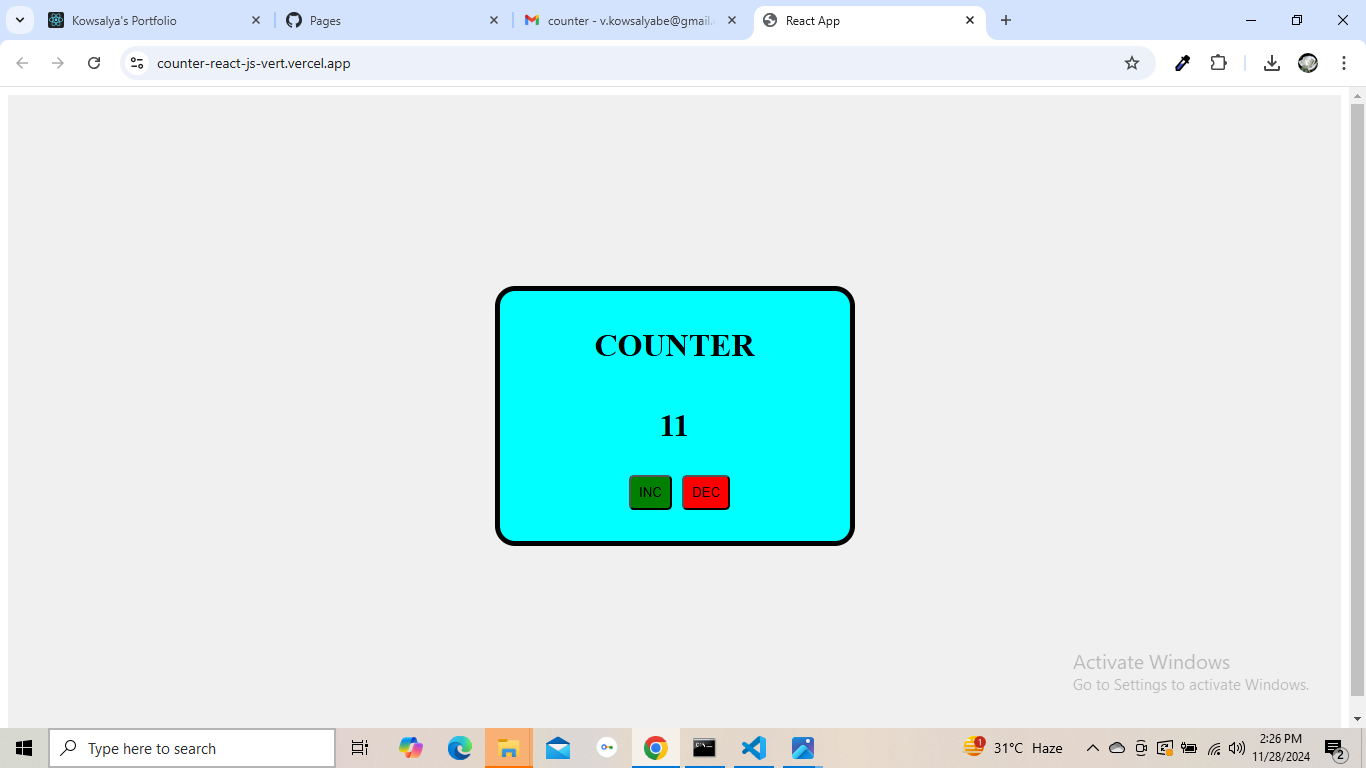 Kowsalya's Portfolio
Pages
counter - v.kowsalyabe@gmail.
React App
counter-react-js-vert.vercel.app
COUNTER
11
INC DEC
Activate Windows
Go to Settings to activate Windows.
Type here to search
1
31°C Haze
2:26 PM
11/28/2024
2